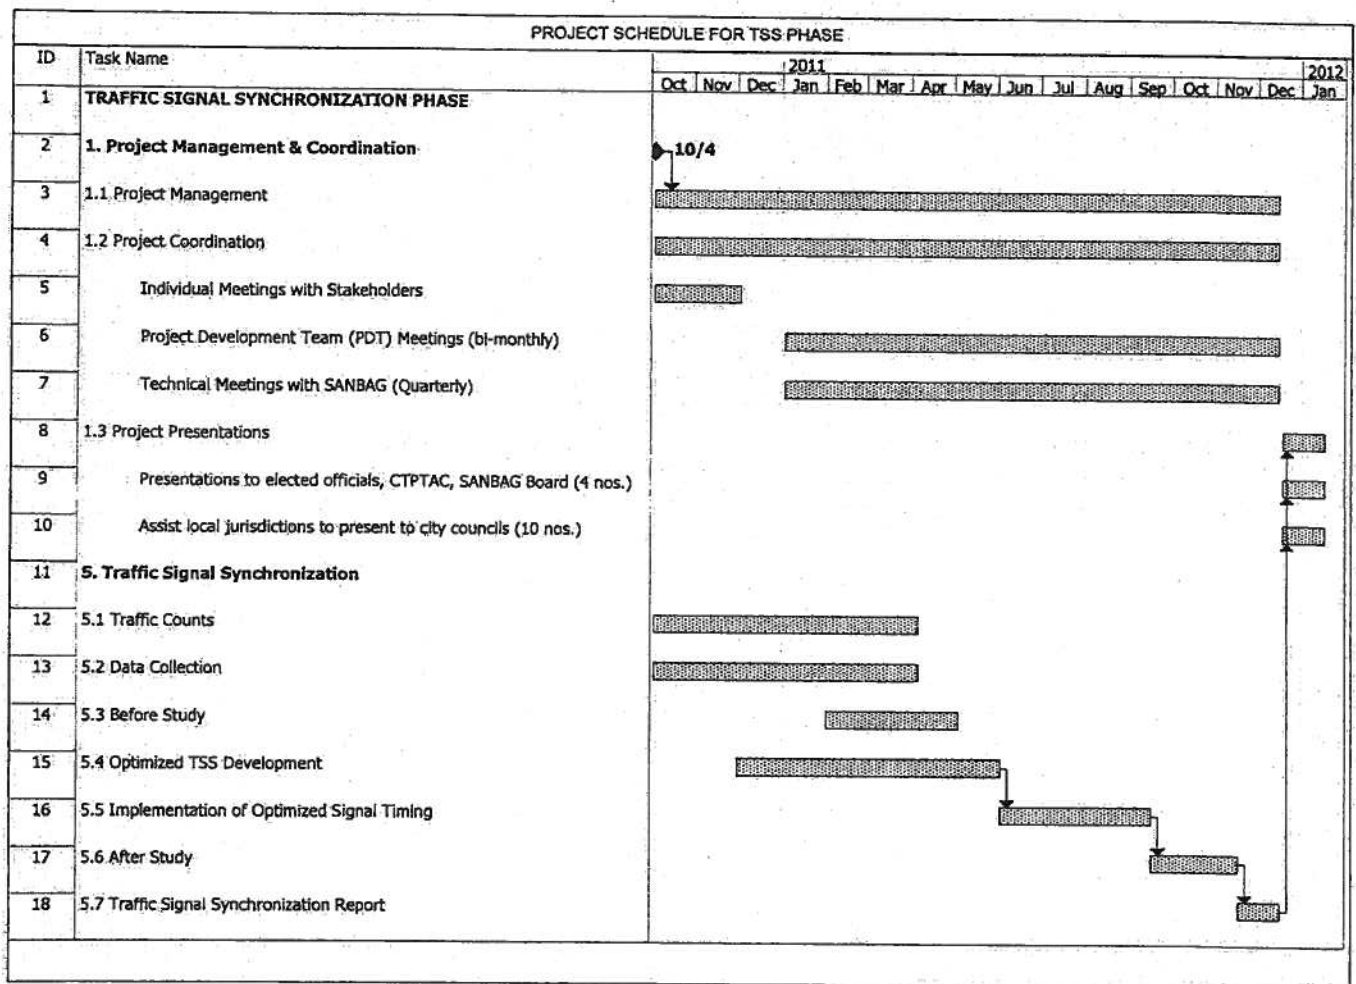 PROJECT SCHEDULE FOR TSS PHASE
ID Task Name 2011 2012
Oct Nov Dec Jan Feb Mar Apr May Jun Jul Aug Sep Oct Nov Dec Jan
1 TRAFFIC SIGNAL SYNCHRONIZATION PHASE
2 1. Project Management & Coordination 10/4
3 1.1 Project Management
4 1.2 Project Coordination
5 Individual Meetings with Stakeholders
6 Project Development Team (PDT) Meetings (bi-monthly)
7 Technical Meetings with SANBAG (Quarterly)
8 1.3 Project Presentations
9 Presentations to elected officials, CTPTAC, SANBAG Board (4 nos.)
10 Assist local jurisdictions to present to city councils (10 nos.)
11 5. Traffic Signal Synchronization
12 5.1 Traffic Counts
13 5.2 Data Collection
14 5.3 Before Study
15 5.4 Optimized TSS Development
16 5.5 Implementation of Optimized Signal Timing
17 5.6 After Study
18 5.7 Traffic Signal Synchronization Report